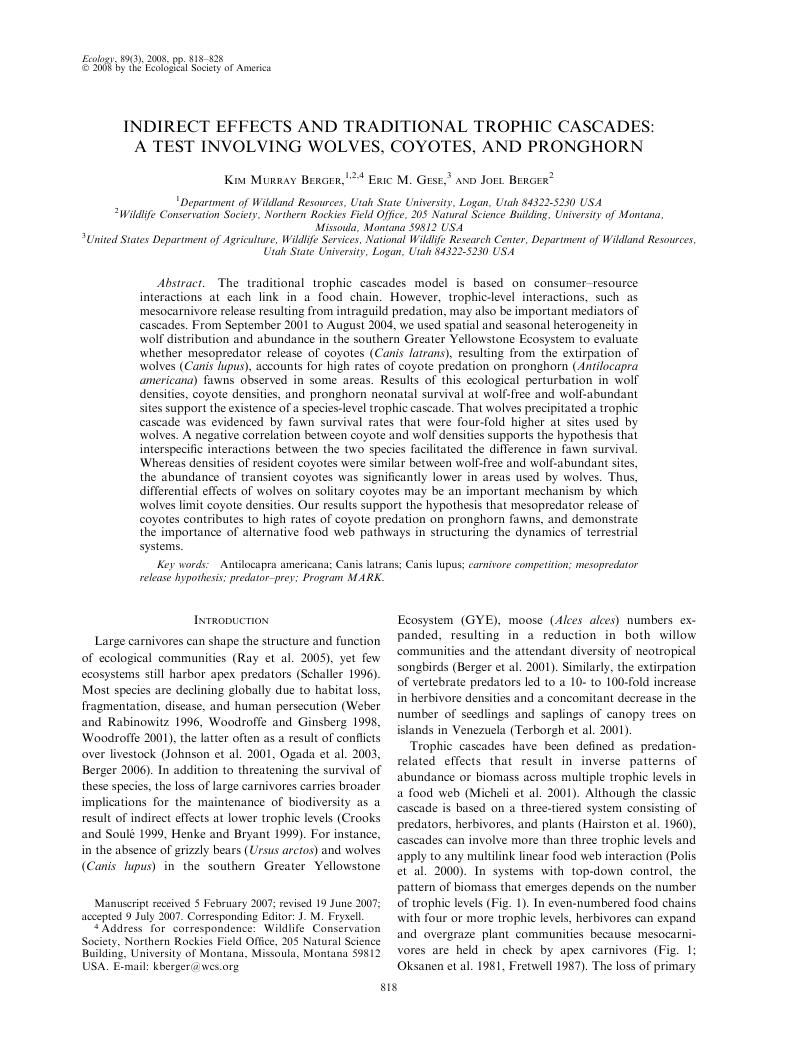 Ecology, 89(3), 2008, pp. 818–828
© 2008 by the Ecological Society of America
INDIRECT EFFECTS AND TRADITIONAL TROPHIC CASCADES:
A TEST INVOLVING WOLVES, COYOTES, AND PRONGHORN
KIM MURRAY BERGER,1,2,4 ERIC M. GESE,3 AND JOEL BERGER2
1Department of Wildland Resources, Utah State University, Logan, Utah 84322-5230 USA
2Wildlife Conservation Society, Northern Rockies Field Office, 205 Natural Science Building, University of Montana,
Missoula, Montana 59812 USA
3United States Department of Agriculture, Wildlife Services, National Wildlife Research Center, Department of Wildland Resources,
Utah State University, Logan, Utah 84322-5230 USA
Abstract. The traditional trophic cascades model is based on consumer–resource
interactions at each link in a food chain. However, trophic-level interactions, such as
mesocarnivore release resulting from intraguild predation, may also be important mediators of
cascades. From September 2001 to August 2004, we used spatial and seasonal heterogeneity in
wolf distribution and abundance in the southern Greater Yellowstone Ecosystem to evaluate
whether mesopredator release of coyotes (Canis latrans), resulting from the extirpation of
wolves (Canis lupus), accounts for high rates of coyote predation on pronghorn (Antilocapra
americana) fawns observed in some areas. Results of this ecological perturbation in wolf
densities, coyote densities, and pronghorn neonatal survival at wolf-free and wolf-abundant
sites support the existence of a species-level trophic cascade. That wolves precipitated a trophic
cascade was evidenced by fawn survival rates that were four-fold higher at sites used by
wolves. A negative correlation between coyote and wolf densities supports the hypothesis that
interspecific interactions between the two species facilitated the difference in fawn survival.
Whereas densities of resident coyotes were similar between wolf-free and wolf-abundant sites,
the abundance of transient coyotes was significantly lower in areas used by wolves. Thus,
differential effects of wolves on solitary coyotes may be an important mechanism by which
wolves limit coyote densities. Our results support the hypothesis that mesopredator release of
coyotes contributes to high rates of coyote predation on pronghorn fawns, and demonstrate
the importance of alternative food web pathways in structuring the dynamics of terrestrial
systems.
Key words: Antilocapra americana; Canis latrans; Canis lupus; carnivore competition; mesopredator
release hypothesis; predator–prey; Program MARK.
INTRODUCTION
Large carnivores can shape the structure and function
of ecological communities (Ray et al. 2005), yet few
ecosystems still harbor apex predators (Schaller 1996).
Most species are declining globally due to habitat loss,
fragmentation, disease, and human persecution (Weber
and Rabinowitz 1996, Woodroffe and Ginsberg 1998,
Woodroffe 2001), the latter often as a result of conflicts
over livestock (Johnson et al. 2001, Ogada et al. 2003,
Berger 2006). In addition to threatening the survival of
these species, the loss of large carnivores carries broader
implications for the maintenance of biodiversity as a
result of indirect effects at lower trophic levels (Crooks
and Soulé 1999, Henke and Bryant 1999). For instance,
in the absence of grizzly bears (Ursus arctos) and wolves
(Canis lupus) in the southern Greater Yellowstone
Manuscript received 5 February 2007; revised 19 June 2007;
accepted 9 July 2007. Corresponding Editor: J. M. Fryxell.
4 Address for correspondence: Wildlife Conservation
Society, Northern Rockies Field Office, 205 Natural Science
Building, University of Montana, Missoula, Montana 59812
USA. E-mail: kberger@wcs.org
Ecosystem (GYE), moose (Alces alces) numbers ex-
panded, resulting in a reduction in both willow
communities and the attendant diversity of neotropical
songbirds (Berger et al. 2001). Similarly, the extirpation
of vertebrate predators led to a 10- to 100-fold increase
in herbivore densities and a concomitant decrease in the
number of seedlings and saplings of canopy trees on
islands in Venezuela (Terborgh et al. 2001).
Trophic cascades have been defined as predation-
related effects that result in inverse patterns of
abundance or biomass across multiple trophic levels in
a food web (Micheli et al. 2001). Although the classic
cascade is based on a three-tiered system consisting of
predators, herbivores, and plants (Hairston et al. 1960),
cascades can involve more than three trophic levels and
apply to any multilink linear food web interaction (Polis
et al. 2000). In systems with top-down control, the
pattern of biomass that emerges depends on the number
of trophic levels (Fig. 1). In even-numbered food chains
with four or more trophic levels, herbivores can expand
and overgraze plant communities because mesocarni-
vores are held in check by apex carnivores (Fig. 1;
Oksanen et al. 1981, Fretwell 1987). The loss of primary
818